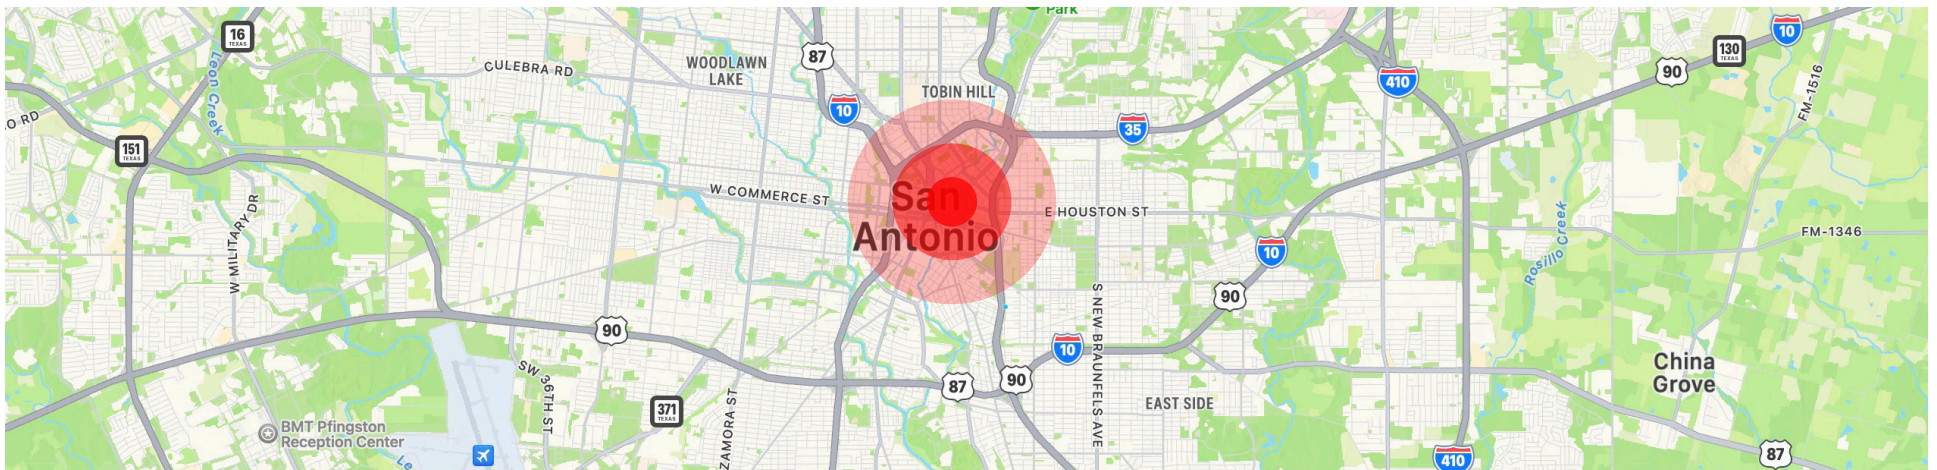 Park
16
TEXAS
87
10
130
TEXAS
WOODLAWN
LAKE
CULEBRA RD
90
410
TOBIN HILL
10
FM-1516
Leon Creek
O RD
35
151
TEXAS
W COMMERCE ST
San
Antonio
E HOUSTON ST
W MILITARY DR
FM-1346
Rosillo Creek
10
90
S NEW BRAUNFELS AVE
90
10
China
Grove
SW 36TH ST
87
90
371
TEXAS
ZAMORA ST
EAST SIDE
BMT Pfingston
Reception Center
Le
410
87